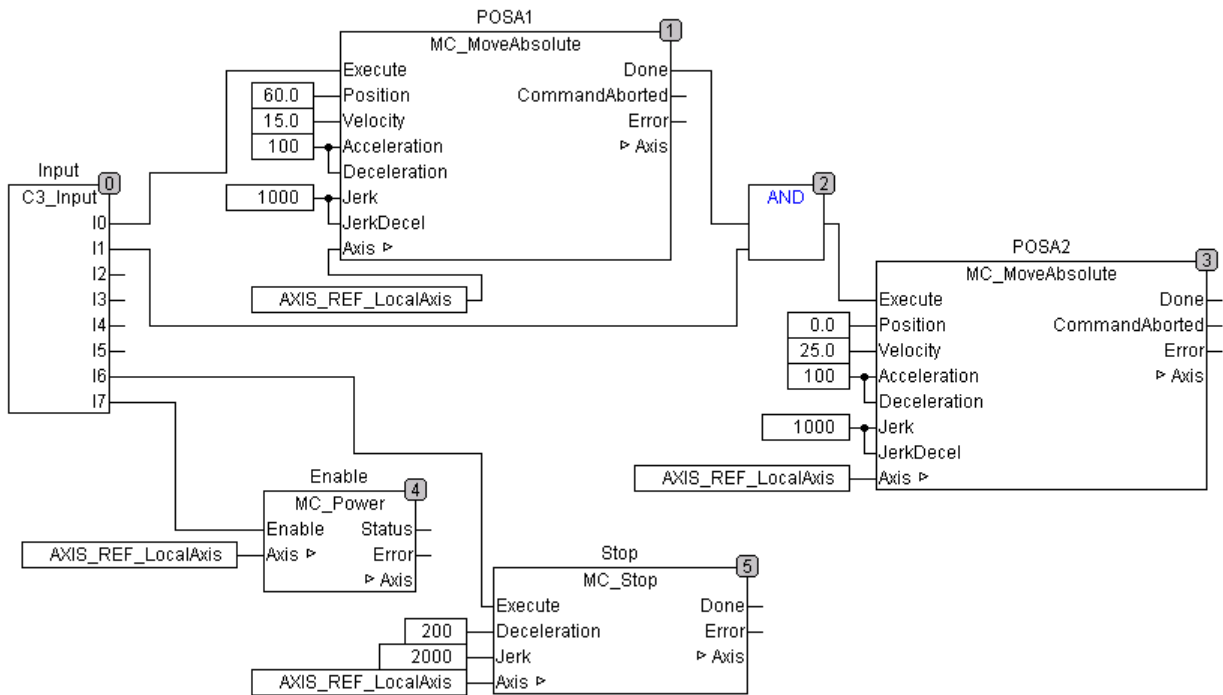 POSA1
1
MC_MoveAbsolute
Execute
Done
60.0
Position
CommandAborted
15.0
Velocity
Error
100
Acceleration
Axis
Deceleration
1000
Jerk
JerkDecel
Axis
AXIS_REF_LocalAxis
Input
0
C3_Input
I0
I1
I2
I3
I4
I5
I6
I7
2
AND
POSA2
3
MC_MoveAbsolute
Execute
Done
0.0
Position
CommandAborted
25.0
Velocity
Error
100
Acceleration
Axis
Deceleration
1000
Jerk
JerkDecel
AXIS_REF_LocalAxis
Axis
Enable
4
MC_Power
Enable
Status
AXIS_REF_LocalAxis
Axis
Error
Axis
Stop
5
MC_Stop
Execute
Done
200
Deceleration
Error
2000
Jerk
Axis
AXIS_REF_LocalAxis
Axis